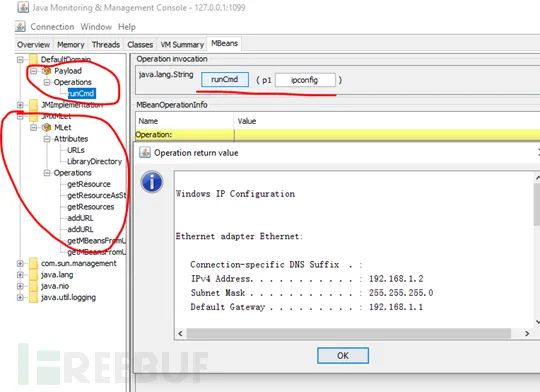 Java Monitoring & Management Console - 127.0.0.1:1099
Connection Window Help
Overview Memory Threads Classes VM Summary MBeans
DefaultDomain
Payload
Operations
runCmd
JMImplementation
JMXMLet
MLet
Attributes
URLs
LibraryDirectory
Operations
getResource
getResourceAsSt
getResources
addURL
addURL
getMBeansFromU
getMBeansFromU
com.sun.management
java.lang
java.nio
java.util.logging
Operation invocation
java.lang.String runCmd ( p1 ipconfig )
MBeanOperationInfo
Name Value
Operation:
Operation return value
Windows IP Configuration
Ethernet adapter Ethernet:
Connection-specific DNS Suffix . :
IPv4 Address. . . . . . . . . . . : 192.168.1.2
Subnet Mask . . . . . . . . . . . : 255.255.255.0
Default Gateway . . . . . . . . . : 192.168.1.1
OK
FREEBUF